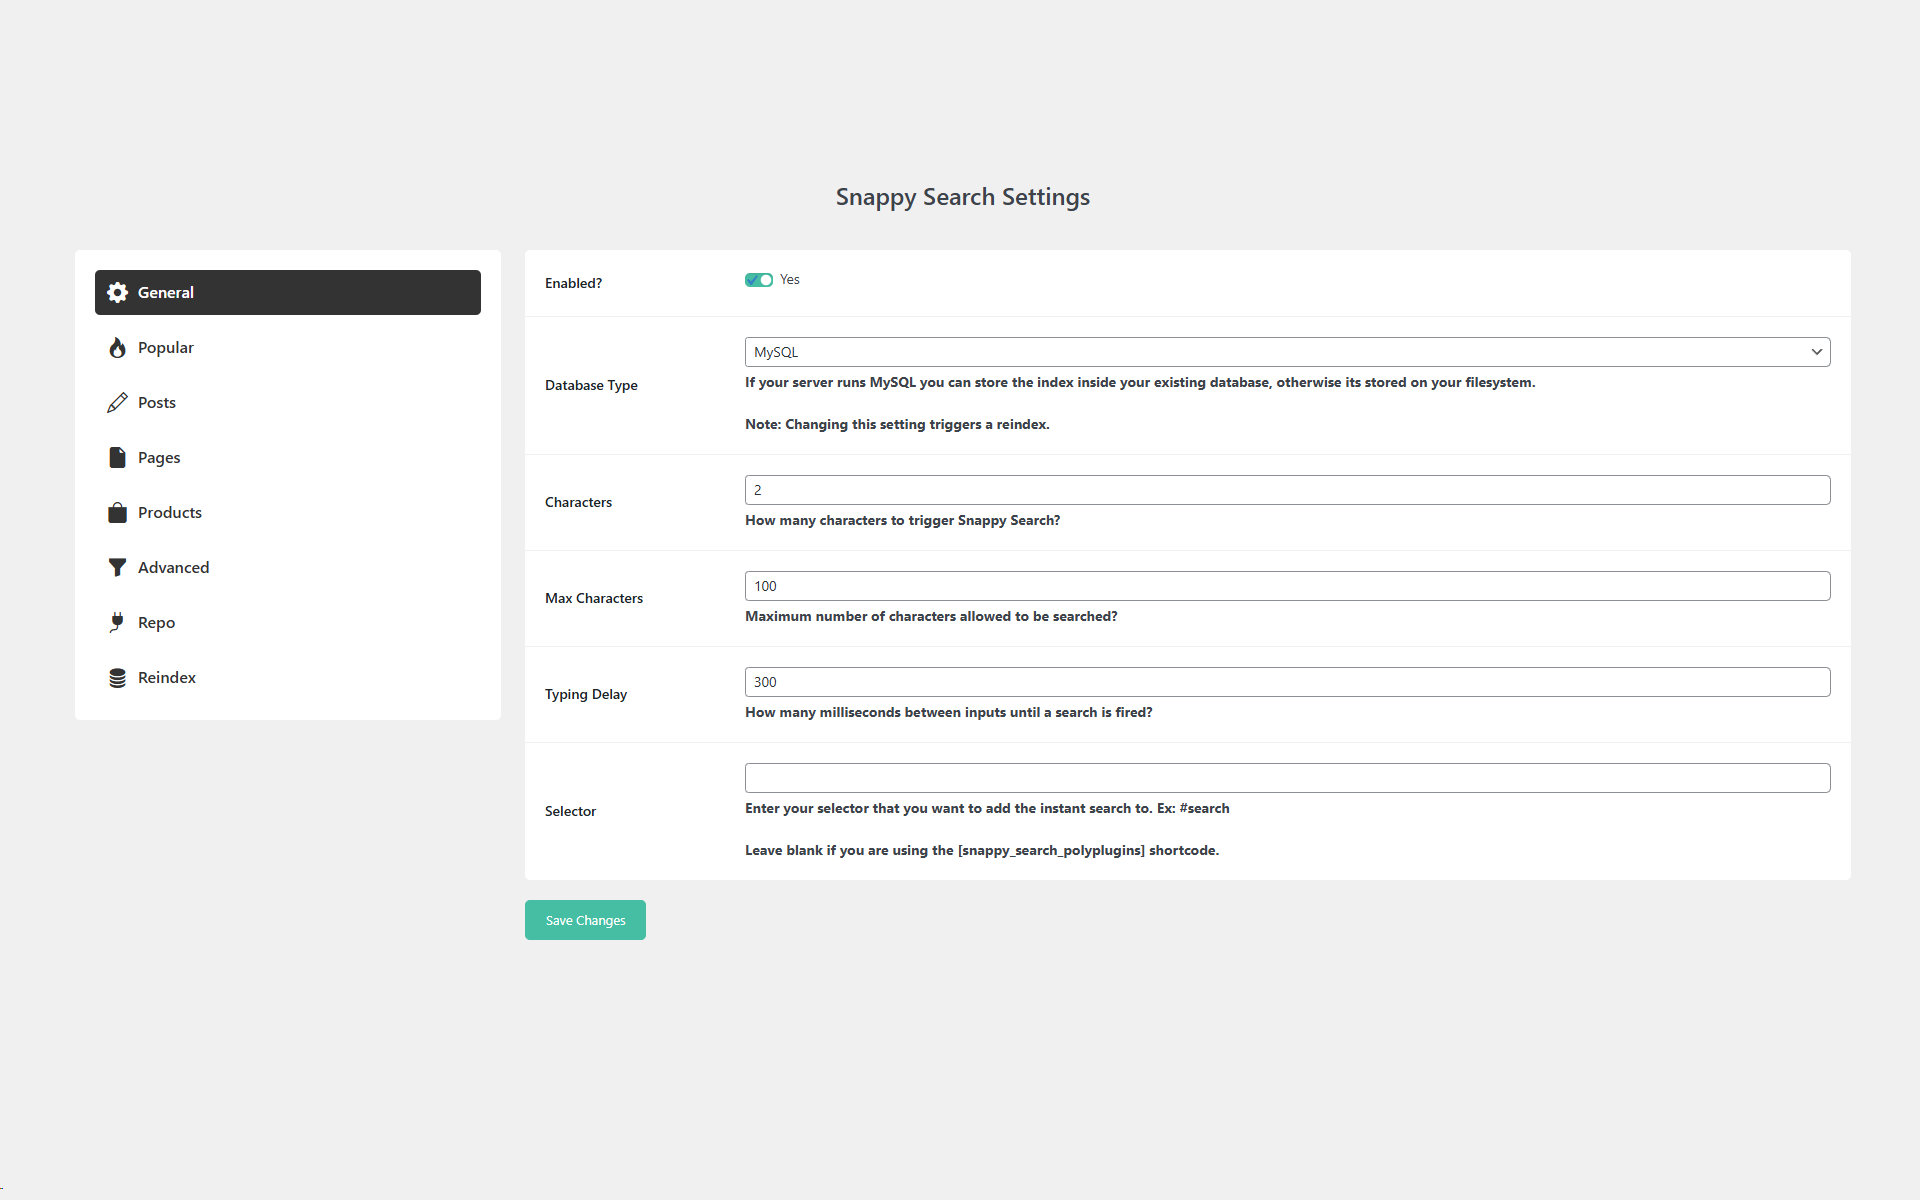 Snappy Search Settings
General
Popular
Posts
Pages
Products
Advanced
Repo
Reindex
Enabled?
Yes
Database Type
MySQL
If your server runs MySQL you can store the index inside your existing database, otherwise its stored on your filesystem.
Note: Changing this setting triggers a reindex.
Characters
2
How many characters to trigger Snappy Search?
Max Characters
100
Maximum number of characters allowed to be searched?
Typing Delay
300
How many milliseconds between inputs until a search is fired?
Selector
Enter your selector that you want to add the instant search to. Ex: #search
Leave blank if you are using the [snappy_search_polyplugins] shortcode.
Save Changes